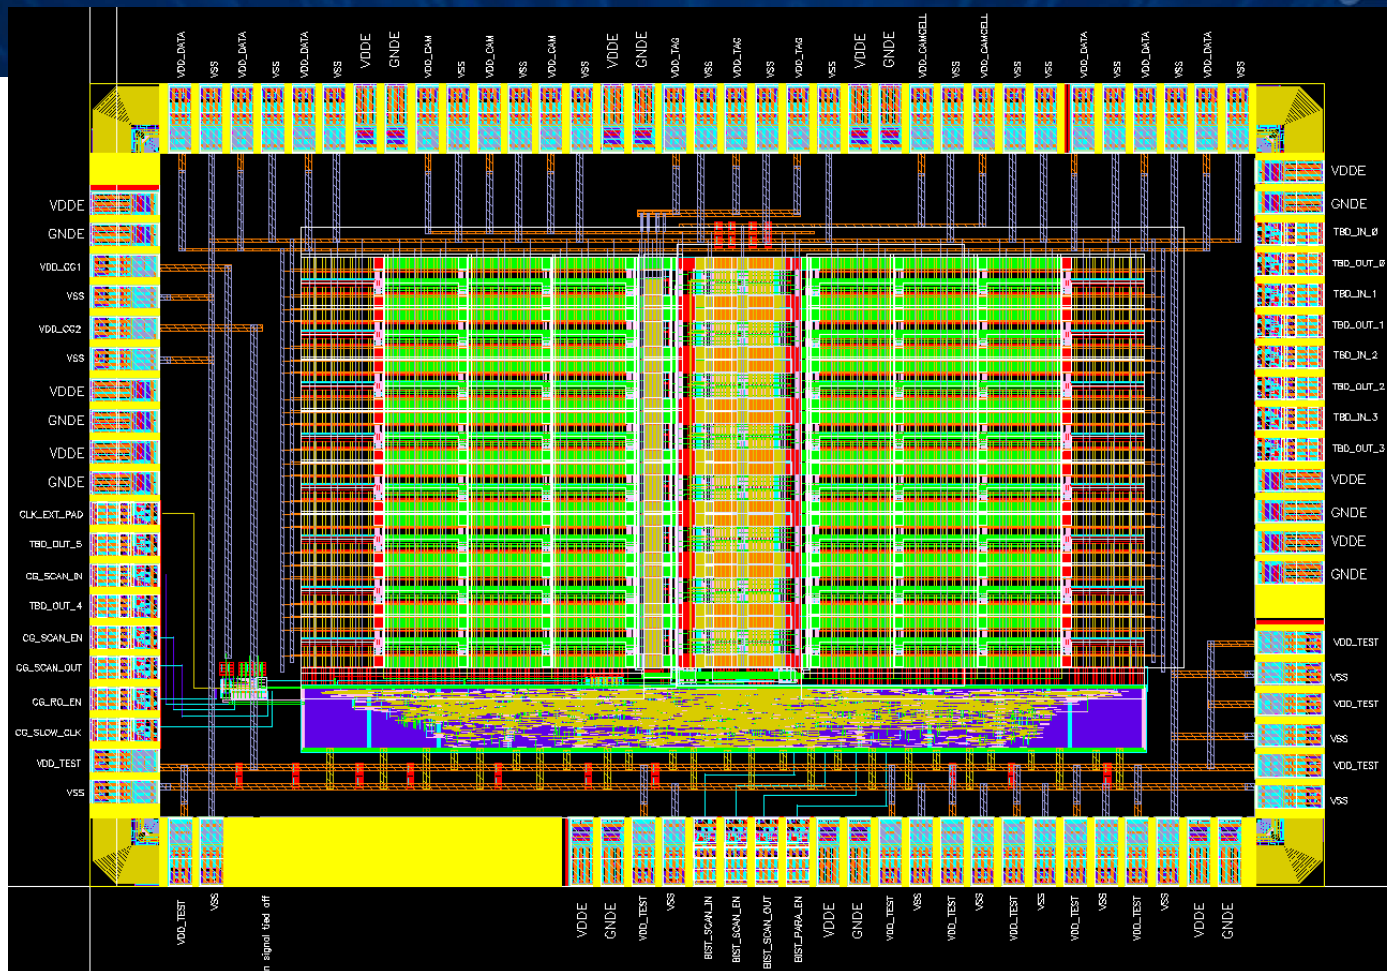 VDD_DATA
VSS
VDD_DATA
VSS
VDD_DATA
VSS
VDDE
GNDE
VDD_CAM
VSS
VDD_CAM
VSS
VDD_CAM
VSS
VDDE
GNDE
VDD_TAG
VSS
VDD_TAG
VSS
VDD_TAG
VSS
VDDE
GNDE
VDD_CAMCELL
VSS
VDD_CAMCELL
VSS
VSS
VDD_DATA
VSS
VDD_DATA
VSS
VDD_DATA
VSS
VDDE
GNDE
VDD_CG1
VSS
VDD_CG2
VSS
VDDE
GNDE
VDDE
GNDE
CLK_EXT_PAD
TBD_OUT_5
CG_SCAN_IN
TBD_OUT_4
CG_SCAN_EN
CG_SCAN_OUT
CG_RO_EN
CG_SLOW_CLK
VDD_TEST
VSS
VDDE
GNDE
TBD_IN_0
TBD_OUT_0
TBD_IN_1
TBD_OUT_1
TBD_IN_2
TBD_OUT_2
TBD_IN_3
TBD_OUT_3
VDDE
GNDE
VDDE
GNDE
VDD_TEST
VSS
VDD_TEST
VSS
VDD_TEST
VSS
VDD_TEST
VSS
n signal tied off
VDDE
GNDE
VDD_TEST
VSS
BIST_SCAN_IN
BIST_SCAN_EN
BIST_SCAN_OUT
BIST_PARA_EN
VDDE
GNDE
VDD_TEST
VSS
VDD_TEST
VSS
VDD_TEST
VSS
VDD_TEST
VSS
VDD_TEST
VSS
VDDE
GNDE